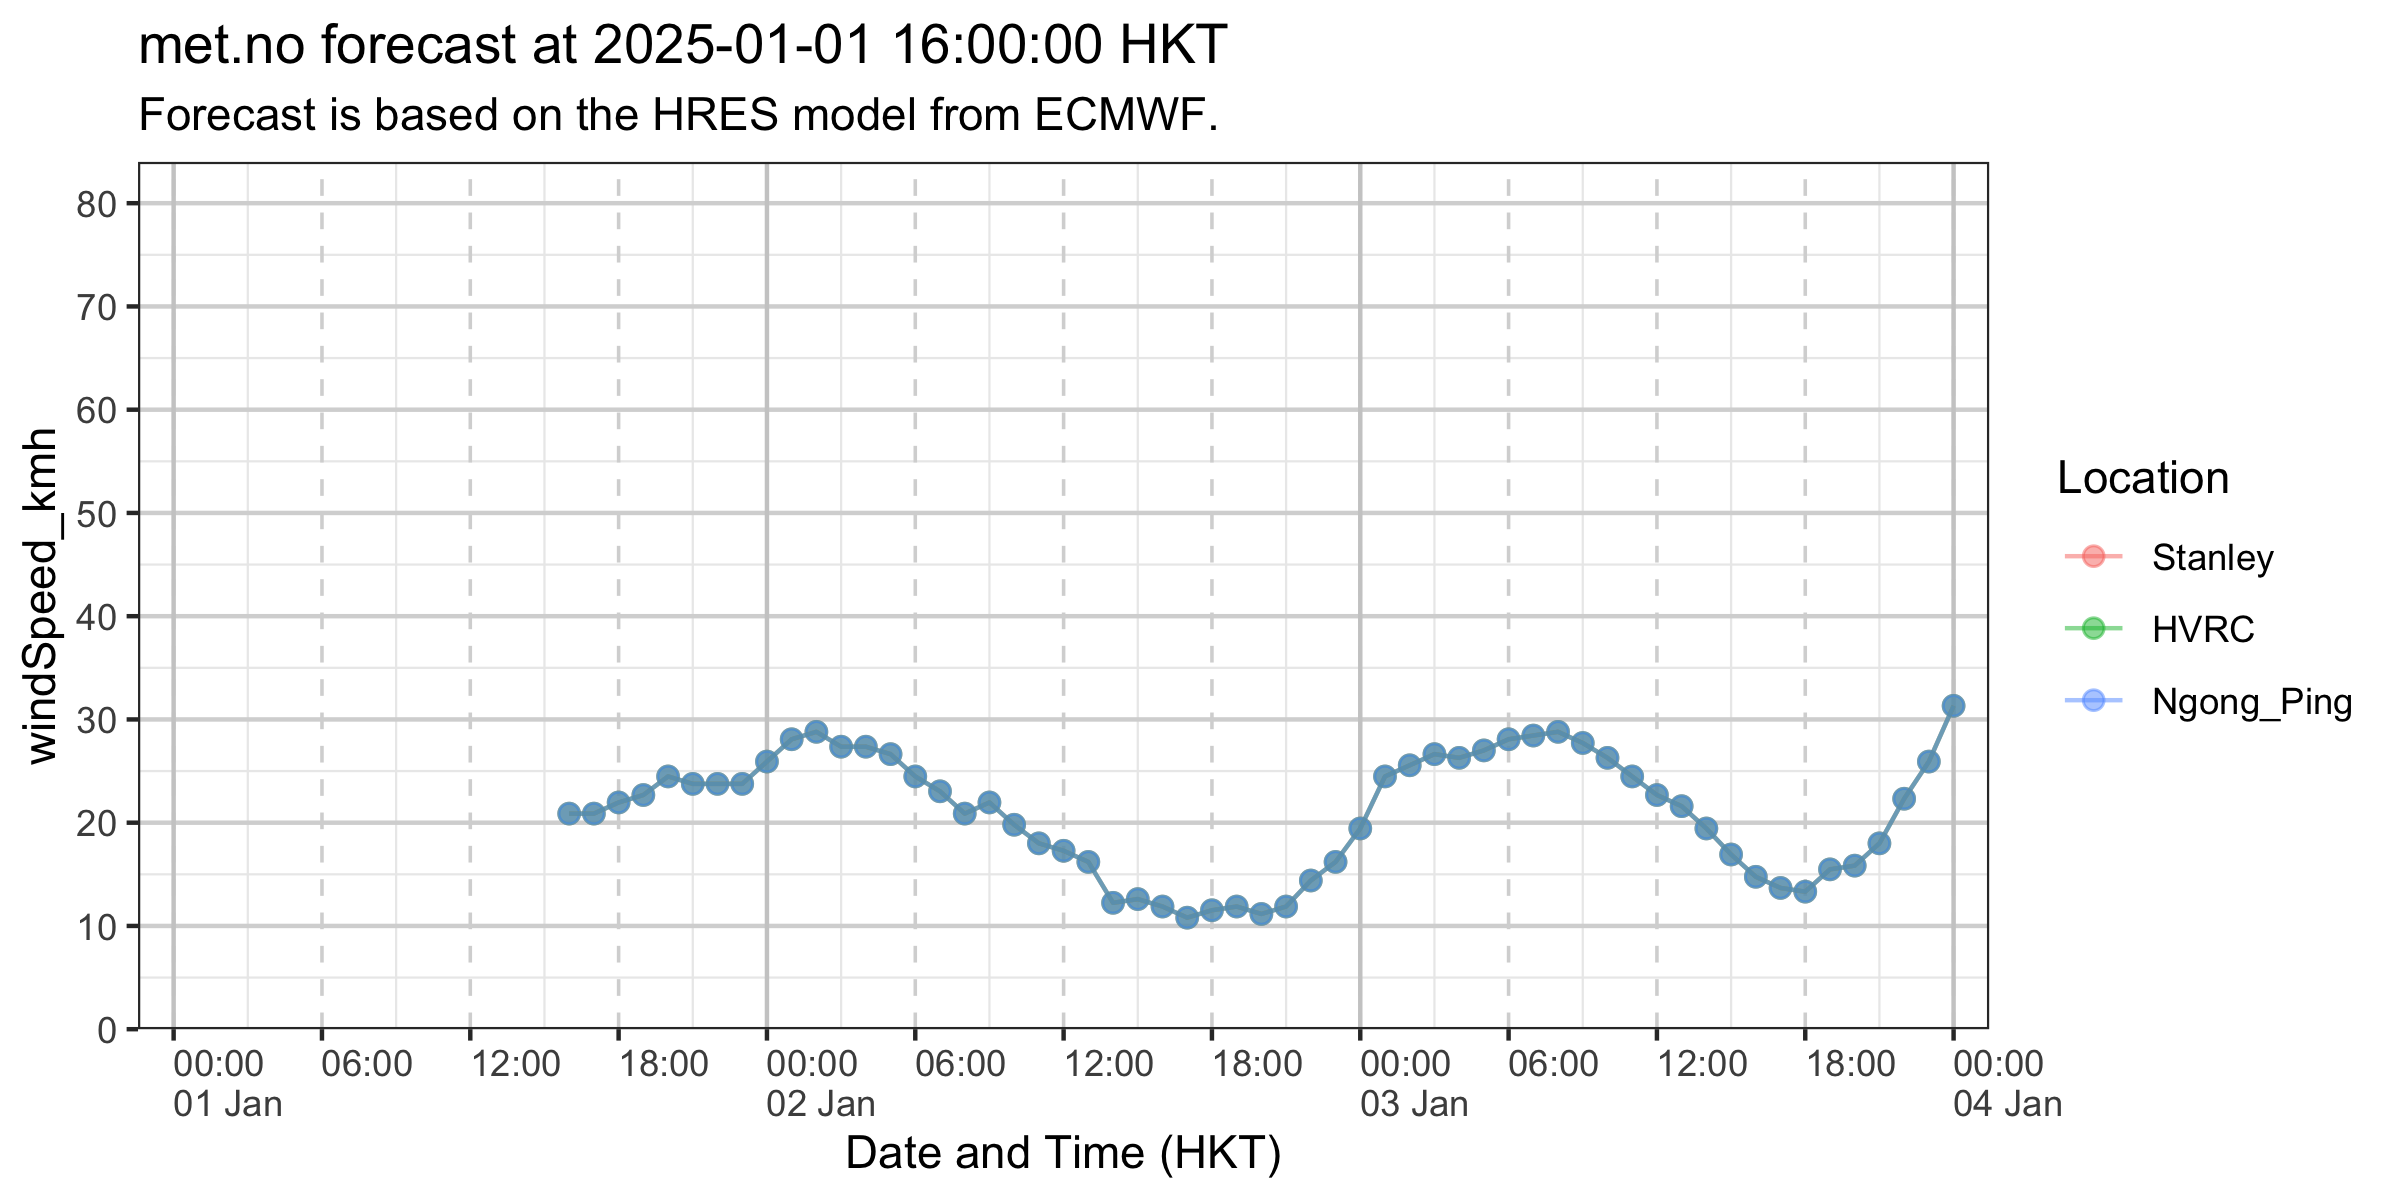 met.no forecast at 2025-01-01 16:00:00 HKT
Forecast is based on the HRES model from ECMWF.
windSpeed_kmh
80
70
60
50
40
30
20
10
0
00:00 06:00 12:00 18:00 00:00 06:00 12:00 18:00 00:00 06:00 12:00 18:00 00:00
01 Jan 02 Jan 03 Jan 04 Jan
Date and Time (HKT)
Location
Stanley
HVRC
Ngong_Ping